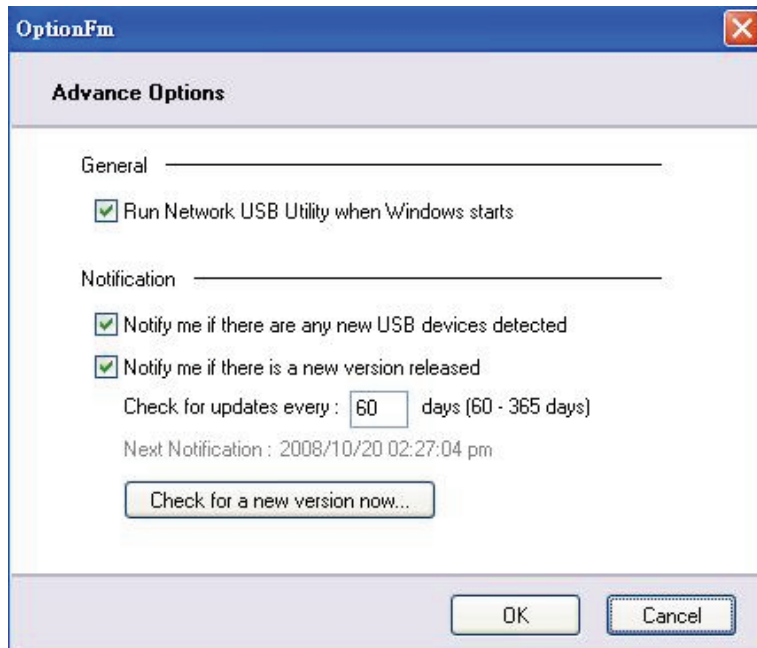 OptionFm
Advance Options
General
Run Network USB Utility when Windows starts
Notification
Notify me if there are any new USB devices detected
Notify me if there is a new version released
Check for updates every : 60 days (60 - 365 days)
Next Notification : 2008/10/20 02:27:04 pm
Check for a new version now...
OK Cancel